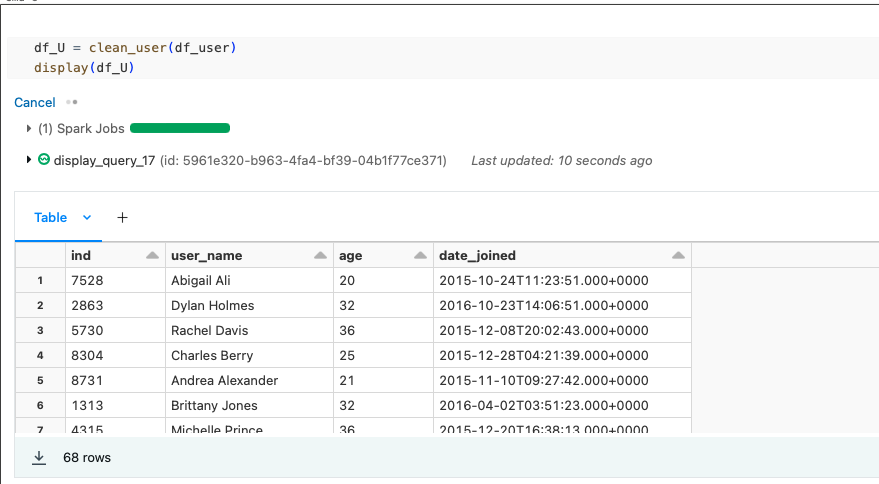 df_U = clean_user(df_user)
display(df_U)
Cancel
(1) Spark Jobs
display_query_17 (id: 5961e320-b963-4fa4-bf39-04b1f77ce371) Last updated: 10 seconds ago
Table +
ind user_name age date_joined
1 7528 Abigail Ali 20 2015-10-24T11:23:51.000+0000
2 2863 Dylan Holmes 32 2016-10-23T14:06:51.000+0000
3 5730 Rachel Davis 36 2015-12-08T20:02:43.000+0000
4 8304 Charles Berry 25 2015-12-28T04:21:39.000+0000
5 8731 Andrea Alexander 21 2015-11-10T09:27:42.000+0000
6 1313 Brittany Jones 32 2016-04-02T03:51:23.000+0000
7 4315 Michelle Prince 36 2015-12-20T16:38:13.000+0000
68 rows